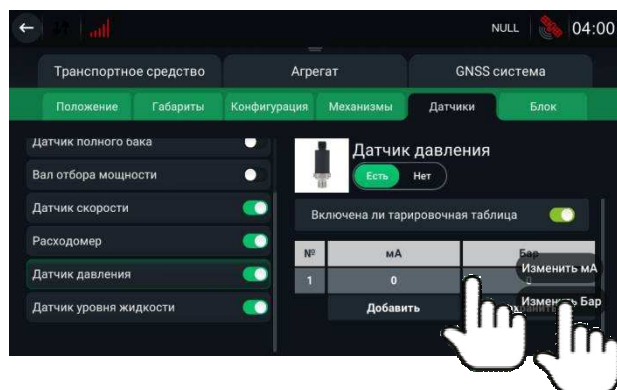 NULL 04:00
Транспортное средство Агрегат GNSS система
Положение Габариты Конфигурация Механизмы Датчики Блок
Датчик полного бака
Вал отбора мощности
Датчик скорости
Расходомер
Датчик давления
Датчик уровня жидкости
Датчик давления
Есть Нет
Включена ли тарировочная таблица
№ мА Бар
1 0 0
Изменить мА
Добавить
Изменить Бар